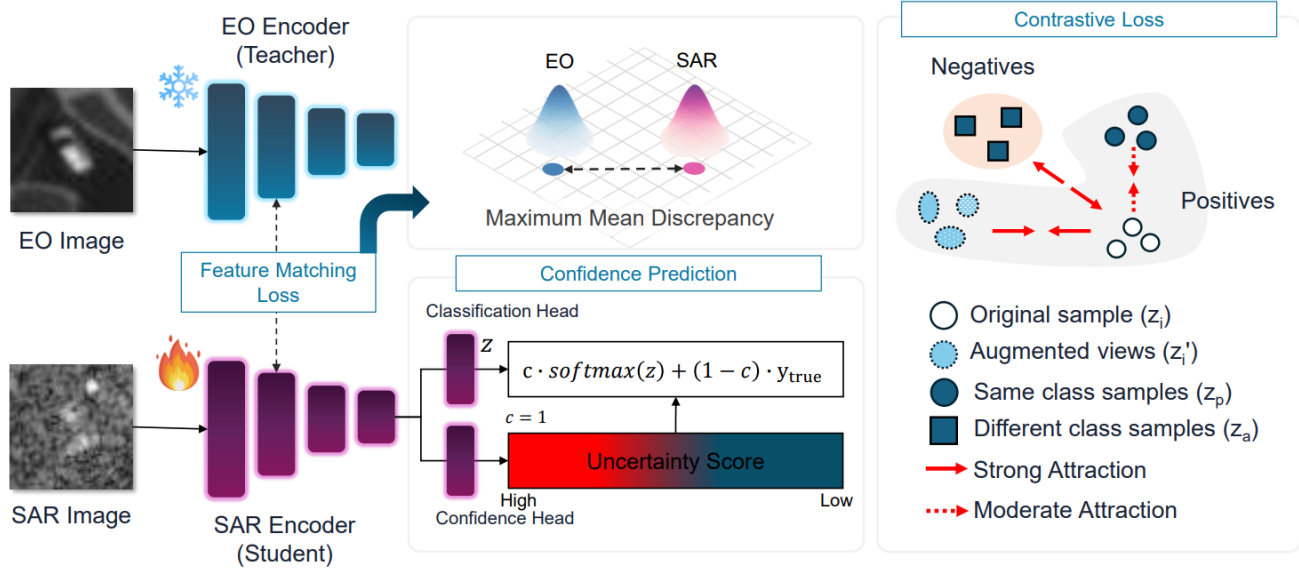 EO Encoder
(Teacher)
EO Image
EO
SAR
Maximum Mean Discrepancy
Feature Matching
Loss
SAR Image
SAR Encoder
(Student)
Confidence Prediction
Classification Head
z
c · softmax(z) + (1 − c) · y_true
c = 1
Uncertainty Score
High
Low
Confidence Head
Contrastive Loss
Negatives
Positives
Original sample (z_i)
Augmented views (z_i')
Same class samples (z_p)
Different class samples (z_a)
Strong Attraction
Moderate Attraction